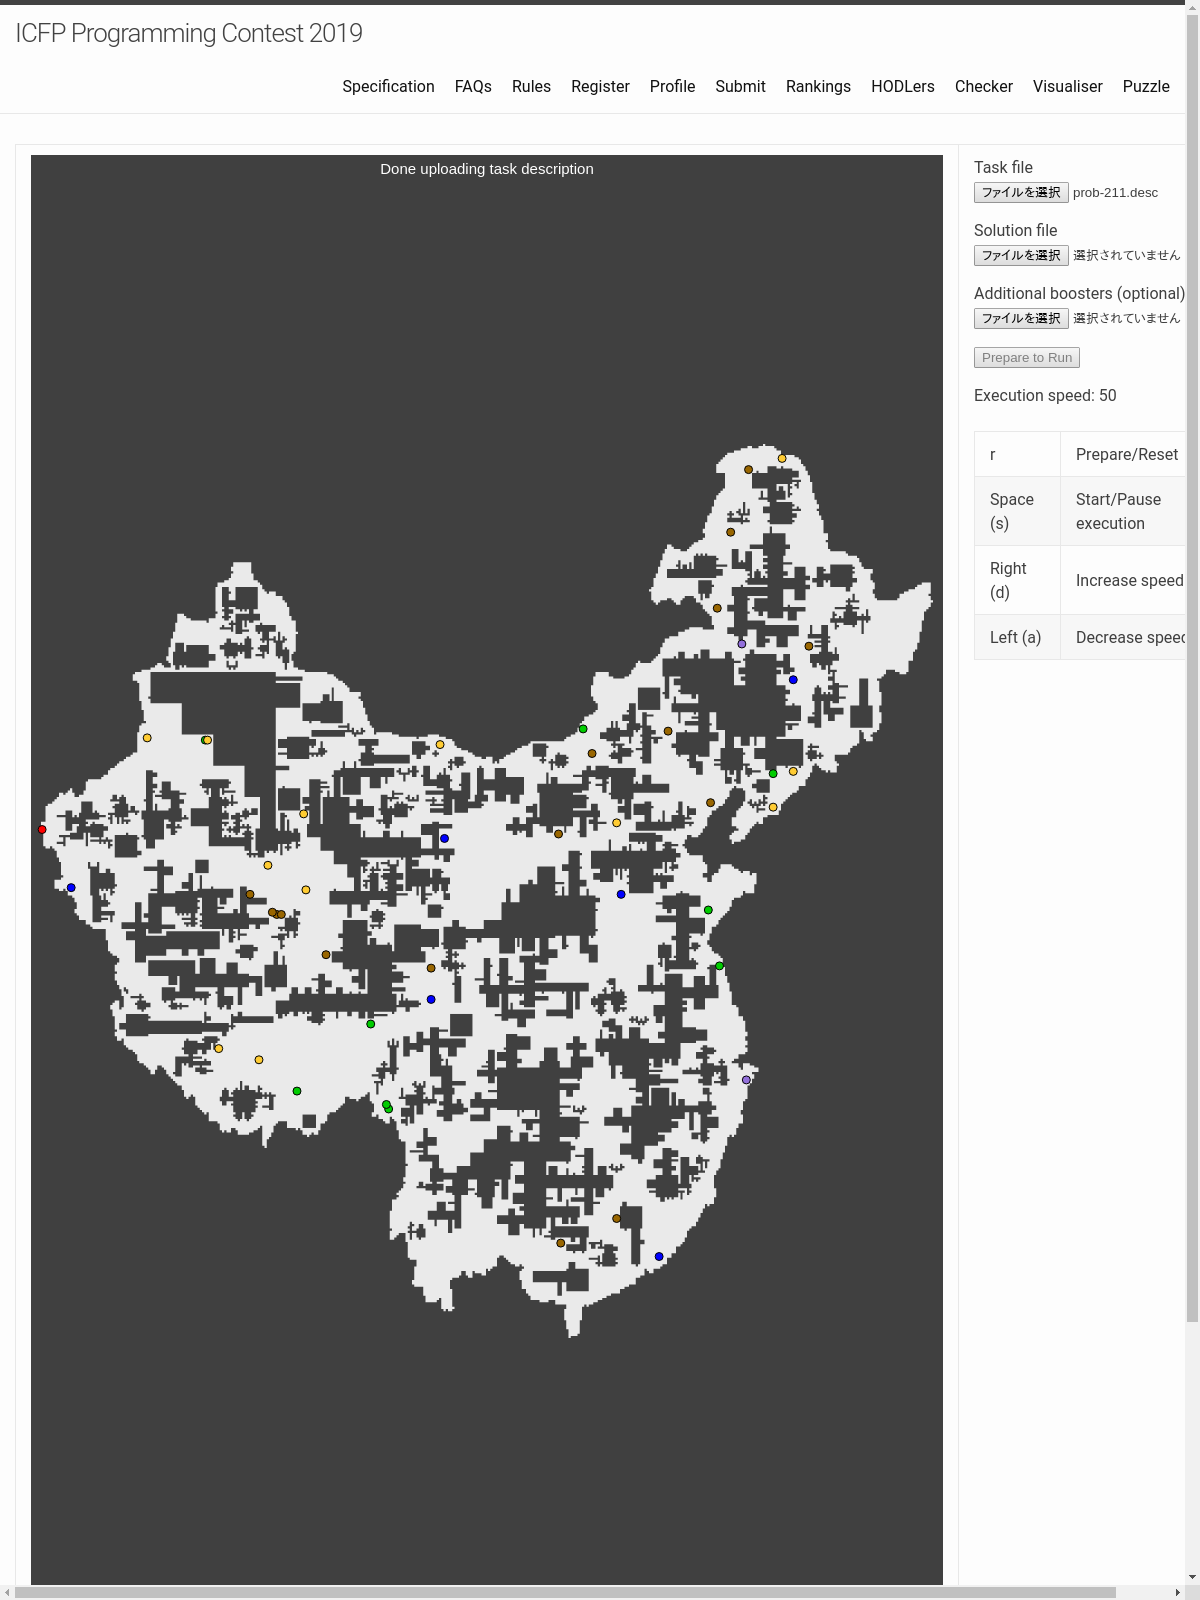 ICFP Programming Contest 2019
Specification FAQs Rules Register Profile Submit Rankings HODLers Checker Visualiser Puzzle
Done uploading task description
Task file
ファイルを選択 prob-211.desc
Solution file
ファイルを選択 選択されていません
Additional boosters (optional)
ファイルを選択 選択されていません
Prepare to Run
Execution speed: 50
r Prepare/Reset
Space (s) Start/Pause execution
Right (d) Increase speed
Left (a) Decrease speed